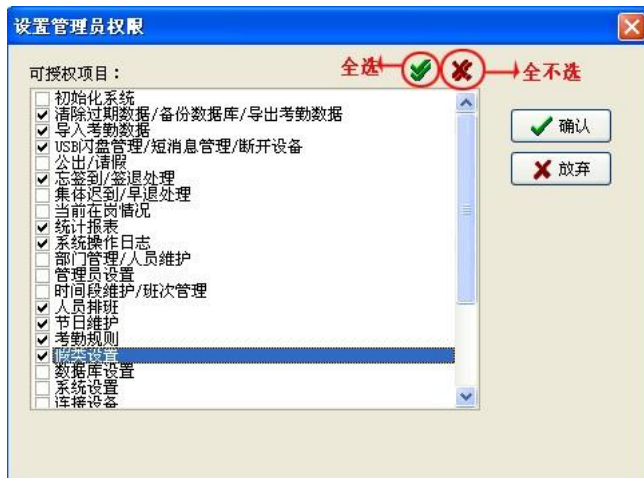 设置管理员权限
可授权项目：
全选
全不选
初始化系统
清除过期数据/备份数据库/导出考勤数据
导入考勤数据
USB闪盘管理/短消息管理/断开设备
公出/请假
忘签到/签退处理
集体迟到/早退处理
当前在岗情况
统计报表
系统操作日志
部门管理/人员维护
管理员设置
时间段维护/班次管理
人员排班
节日维护
考勤规则
假类设置
数据库设置
系统设置
连接设备
确认
放弃